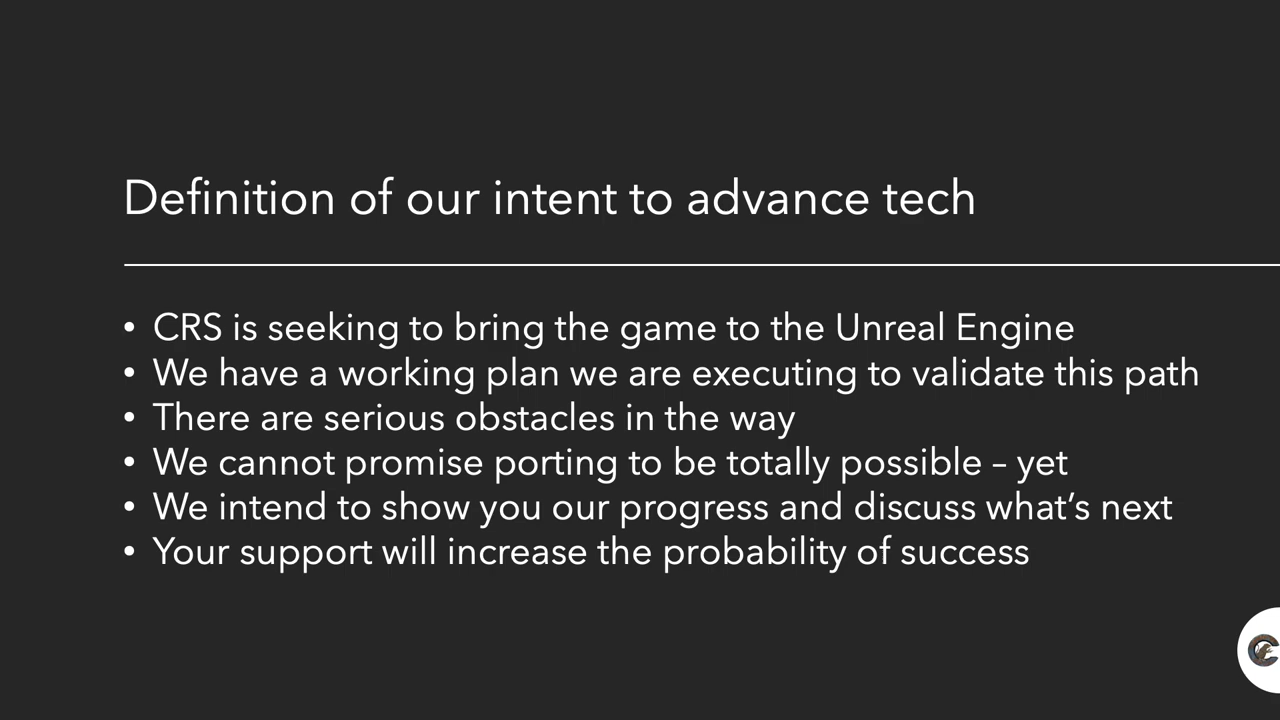 Definition of our intent to advance tech
• CRS is seeking to bring the game to the Unreal Engine
• We have a working plan we are executing to validate this path
• There are serious obstacles in the way
• We cannot promise porting to be totally possible – yet
• We intend to show you our progress and discuss what's next
• Your support will increase the probability of success